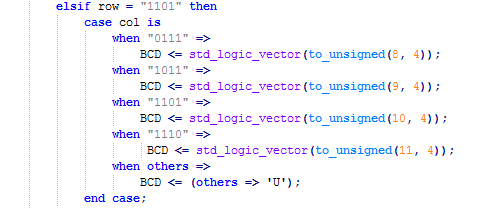 elsif row = "1101" then
case col is
when "0111" =>
BCD <= std_logic_vector(to_unsigned(8, 4));
when "1011" =>
BCD <= std_logic_vector(to_unsigned(9, 4));
when "1101" =>
BCD <= std_logic_vector(to_unsigned(10, 4));
when "1110" =>
BCD <= std_logic_vector(to_unsigned(11, 4));
when others =>
BCD <= (others => 'U');
end case;